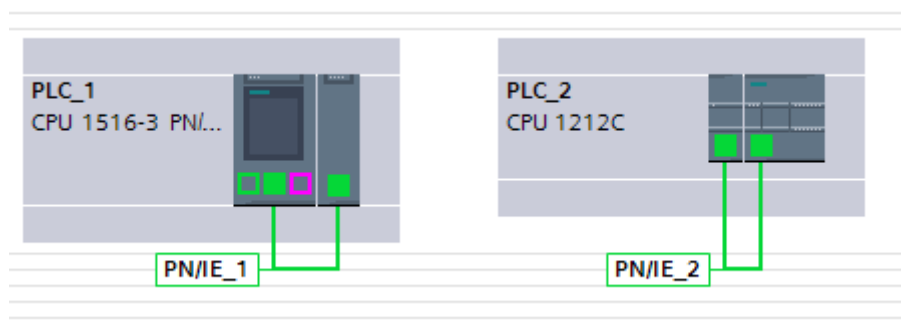 PLC_1
CPU 1516-3 PN/...
PLC_2
CPU 1212C
PN/IE_1
PN/IE_2